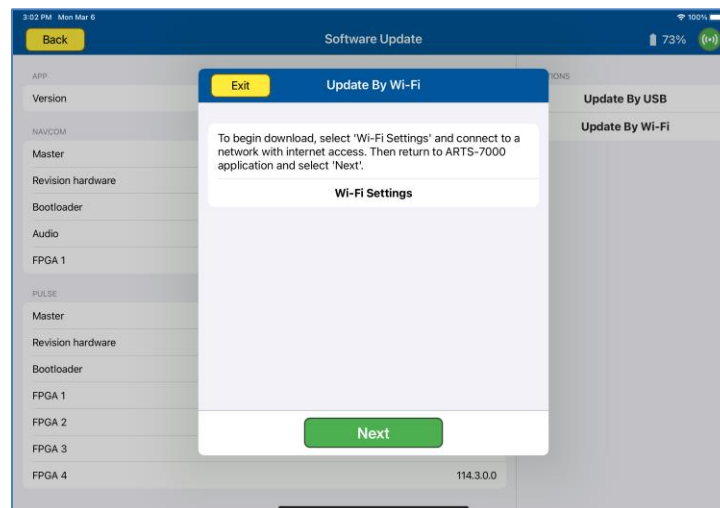 3:02 PM Mon Mar 6
100%
Back
Software Update
73%
APP
Version
NAVCOM
Master
Revision hardware
Bootloader
Audio
FPGA 1
PULSE
Master
Revision hardware
Bootloader
FPGA 1
FPGA 2
FPGA 3
FPGA 4
114.3.0.0
Exit
Update By Wi-Fi
To begin download, select 'Wi-Fi Settings' and connect to a
network with internet access. Then return to ARTS-7000
application and select 'Next'.
Wi-Fi Settings
Next
Update By USB
Update By Wi-Fi